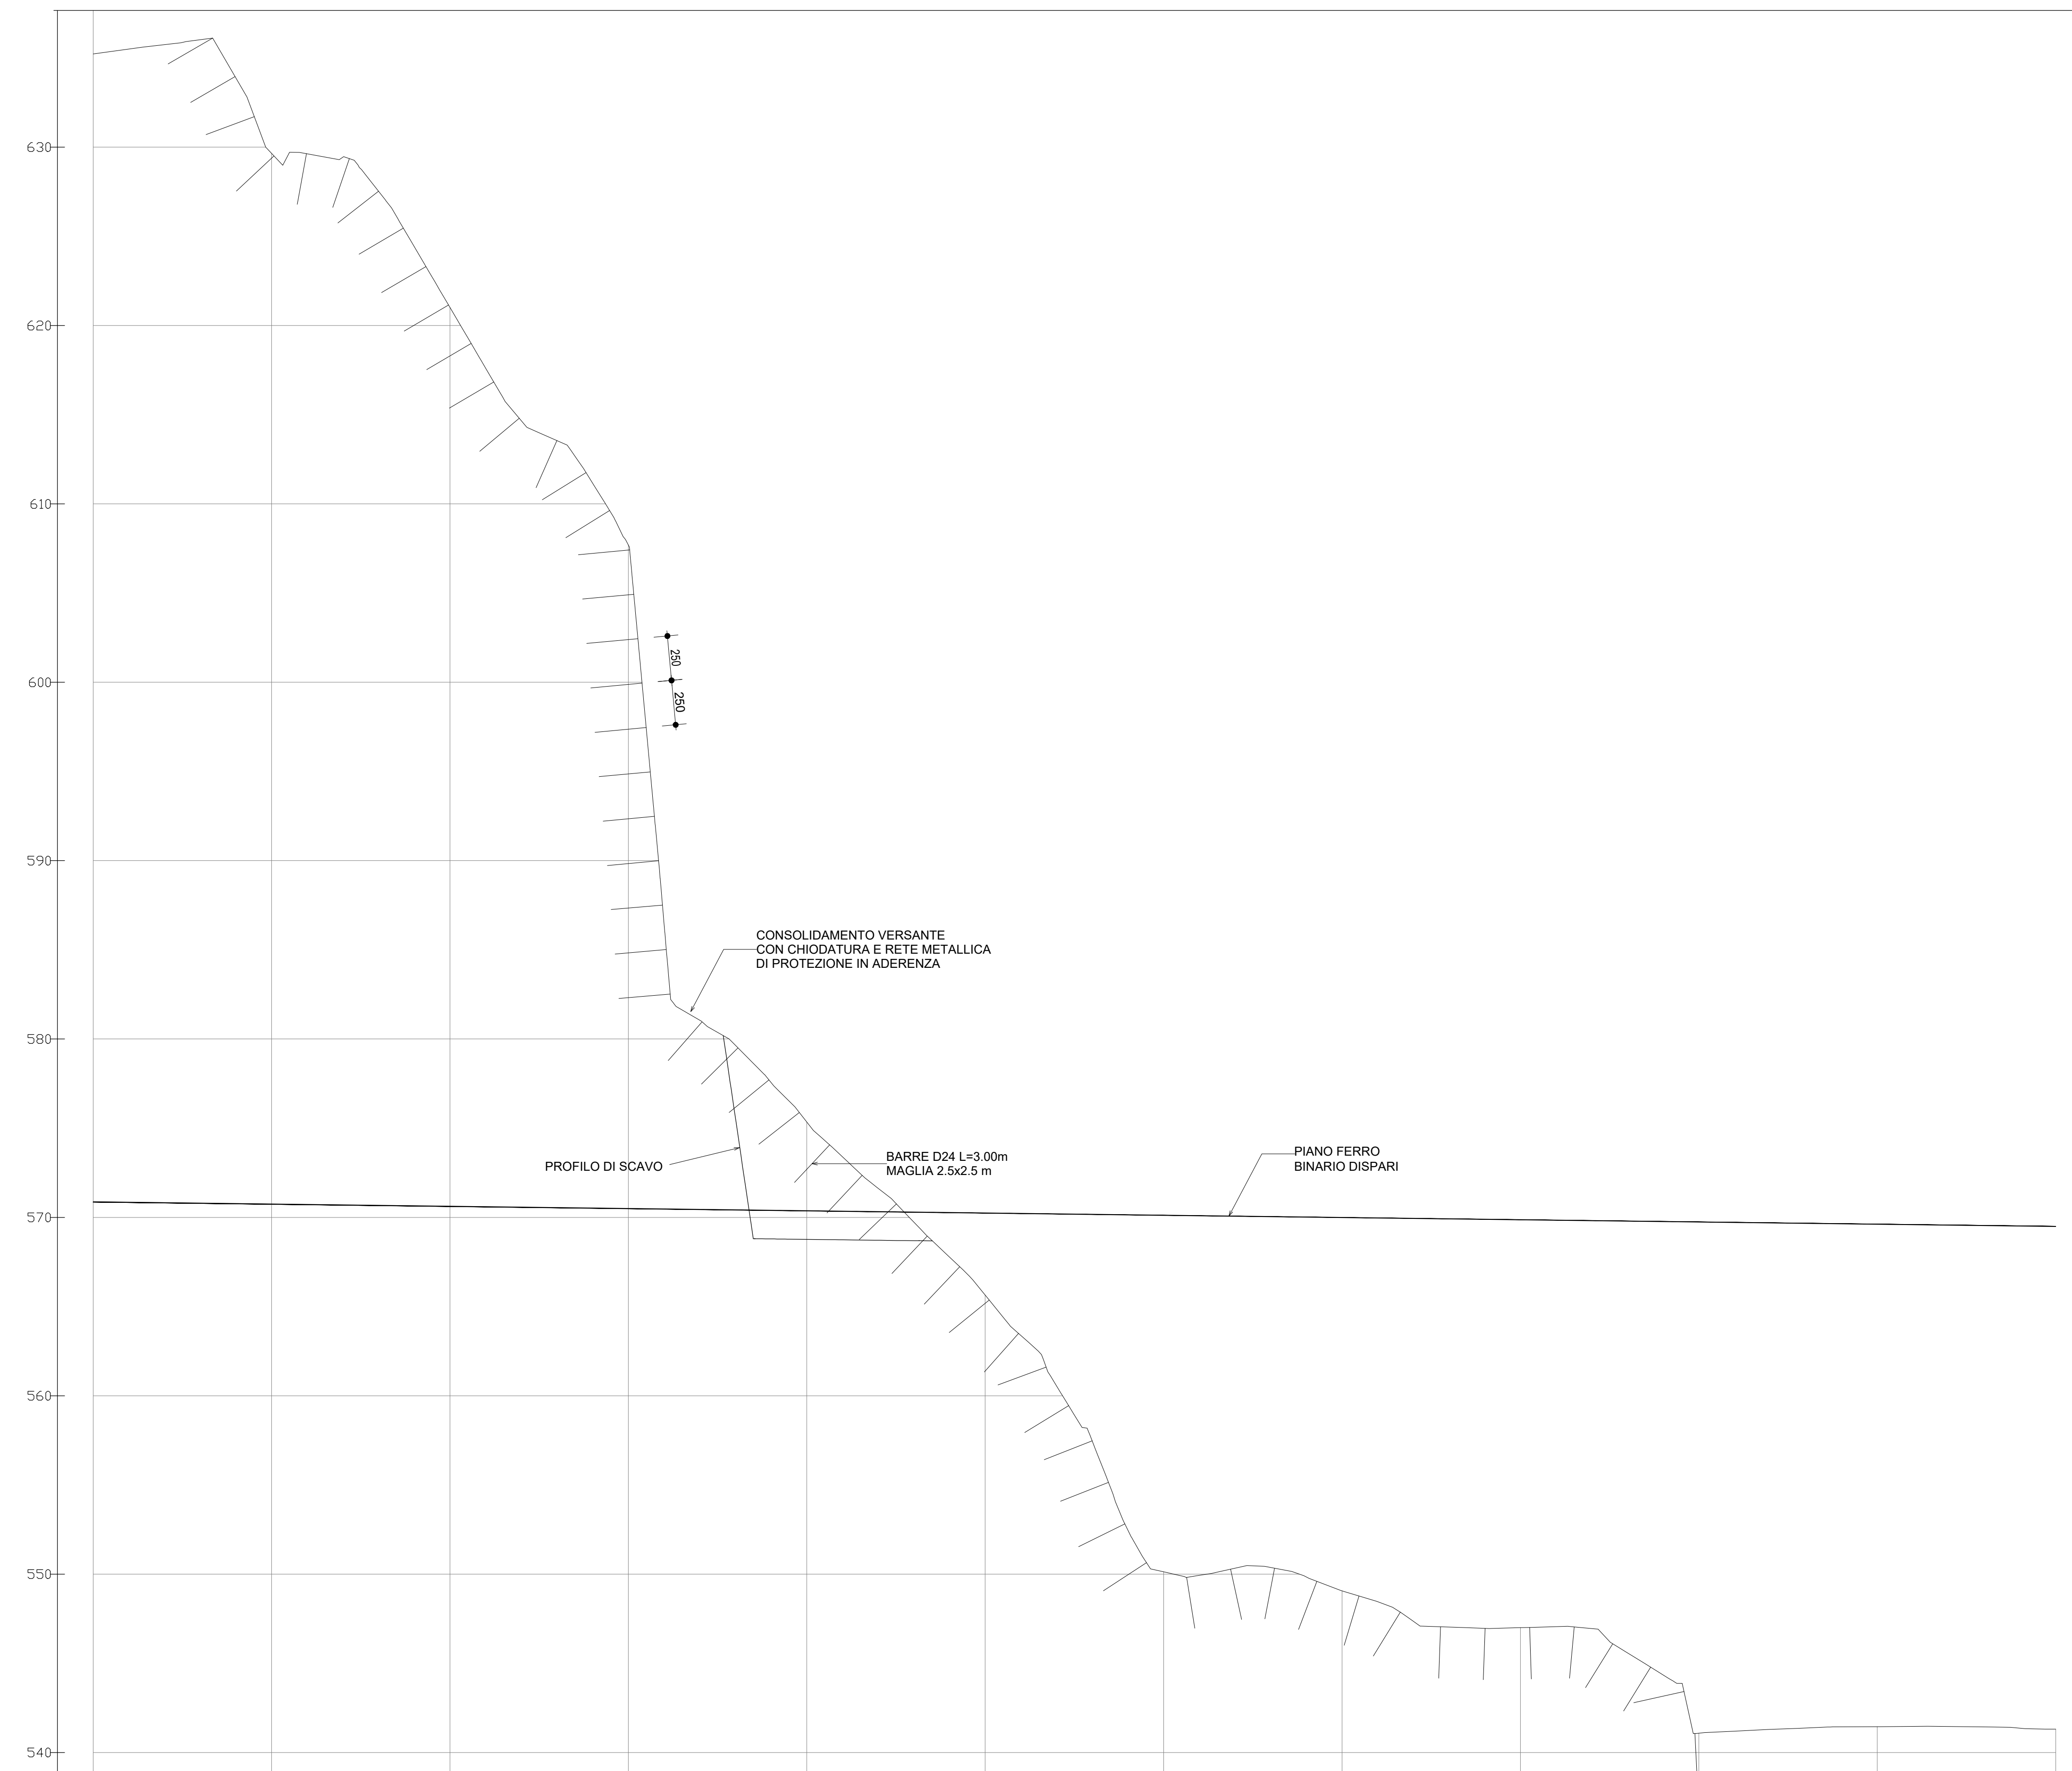 630
620
610
600
590
580
570
560
550
540
250
250
CONSOLIDAMENTO VERSANTE
CON CHIODATURA E RETE METALLICA
DI PROTEZIONE IN ADERENZA
PROFILO DI SCAVO
BARRE D24 L=3.00m
MAGLIA 2.5x2.5 m
PIANO FERRO
BINARIO DISPARI